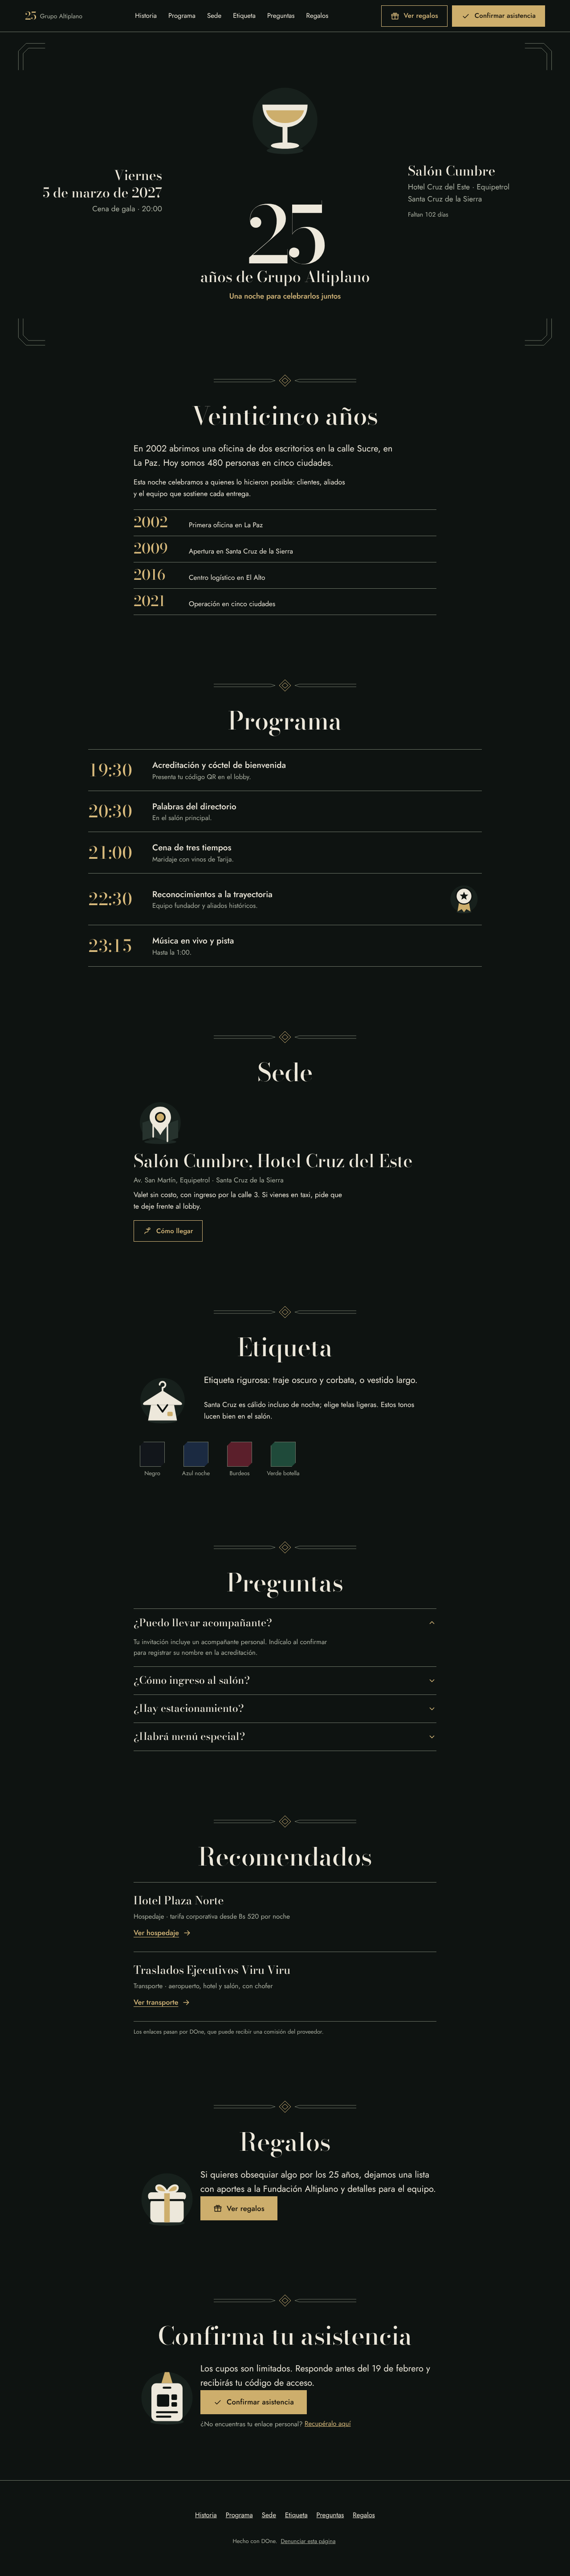 25 Grupo Altiplano
Historia Programa Sede Etiqueta Preguntas Regalos
Ver regalos
Confirmar asistencia
Viernes
5 de marzo de 2027
Cena de gala · 20:00
25
años de Grupo Altiplano
Una noche para celebrarlos juntos
Salón Cumbre
Hotel Cruz del Este · Equipetrol
Santa Cruz de la Sierra
Faltan 102 días
Veinticinco años
En 2002 abrimos una oficina de dos escritorios en la calle Sucre, en
La Paz. Hoy somos 480 personas en cinco ciudades.
Esta noche celebramos a quienes lo hicieron posible: clientes, aliados
y el equipo que sostiene cada entrega.
2002 Primera oficina en La Paz
2009 Apertura en Santa Cruz de la Sierra
2016 Centro logístico en El Alto
2021 Operación en cinco ciudades
Programa
19:30 Acreditación y cóctel de bienvenida
Presenta tu código QR en el lobby.
20:30 Palabras del directorio
En el salón principal.
21:00 Cena de tres tiempos
Maridaje con vinos de Tarija.
22:30 Reconocimientos a la trayectoria
Equipo fundador y aliados históricos.
23:15 Música en vivo y pista
Hasta la 1:00.
Sede
Salón Cumbre, Hotel Cruz del Este
Av. San Martín, Equipetrol · Santa Cruz de la Sierra
Valet sin costo, con ingreso por la calle 3. Si vienes en taxi, pide que
te deje frente al lobby.
Cómo llegar
Etiqueta
Etiqueta rigurosa: traje oscuro y corbata, o vestido largo.
Santa Cruz es cálido incluso de noche; elige telas ligeras. Estos tonos
lucen bien en el salón.
Negro Azul noche Burdeos Verde botella
Preguntas
¿Puedo llevar acompañante?
Tu invitación incluye un acompañante personal. Indícalo al confirmar
para registrar su nombre en la acreditación.
¿Cómo ingreso al salón?
¿Hay estacionamiento?
¿Habrá menú especial?
Recomendados
Hotel Plaza Norte
Hospedaje · tarifa corporativa desde Bs 520 por noche
Ver hospedaje
Traslados Ejecutivos Viru Viru
Transporte · aeropuerto, hotel y salón, con chofer
Ver transporte
Los enlaces pasan por DOne, que puede recibir una comisión del proveedor.
Regalos
Si quieres obsequiar algo por los 25 años, dejamos una lista
con aportes a la Fundación Altiplano y detalles para el equipo.
Ver regalos
Confirma tu asistencia
Los cupos son limitados. Responde antes del 19 de febrero y
recibirás tu código de acceso.
Confirmar asistencia
¿No encuentras tu enlace personal? Recupéralo aquí
Historia Programa Sede Etiqueta Preguntas Regalos
Hecho con DOne. Denunciar esta página